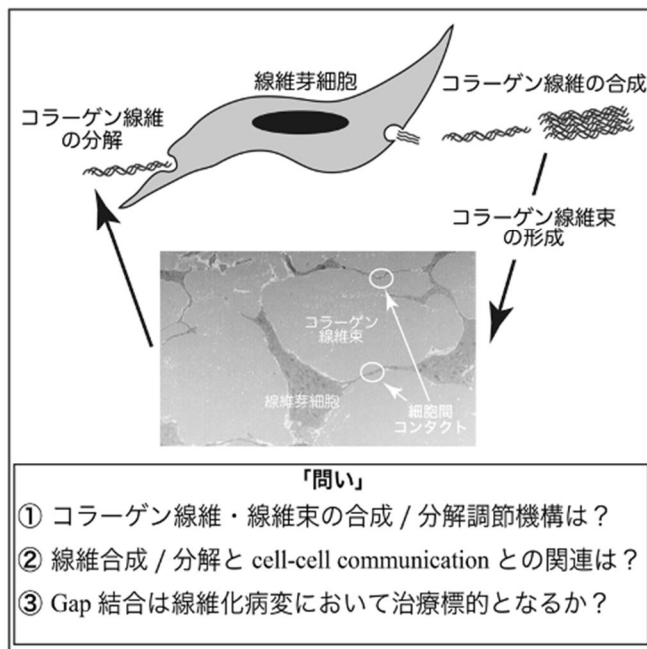 線維芽細胞
コラーゲン線維の合成
コラーゲン線維
の分解
コラーゲン線維束
の形成
コラーゲン
線維束
線維芽細胞
細胞間
コンタクト
「問い」
① コラーゲン線維・線維束の合成 / 分解調節機構は？
② 線維合成 / 分解と cell-cell communication との関連は？
③ Gap 結合は線維化病変において治療標的となるか？